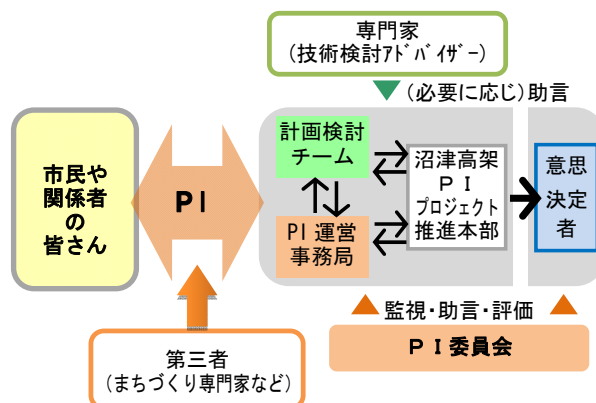 専門家
(技術検討ｱﾄﾞﾊﾞｲｻﾞｰ)
(必要に応じ)助言
市民や
関係者
の
皆さん
PI
計画検討
チーム
PI 運営
事務局
沼津高架
ＰＩ
プロジェクト
推進本部
意思
決定
者
監視・助言・評価
ＰＩ委員会
第三者
(まちづくり専門家など)